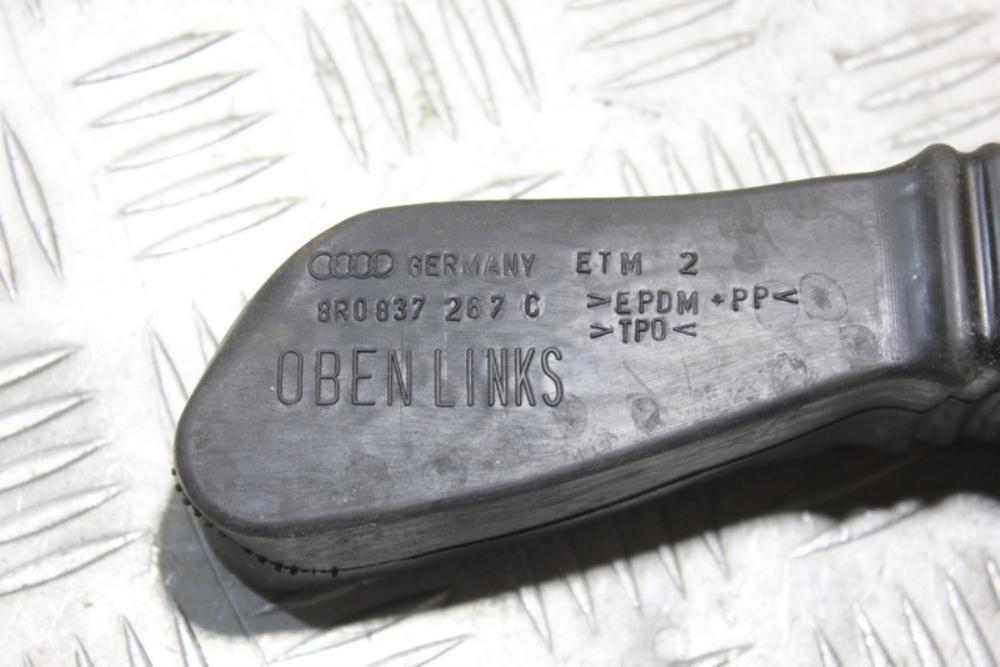 GERMANY ETM 2
8R0 837 267 C >EPDM+PP<
>TPO<
OBEN LINKS